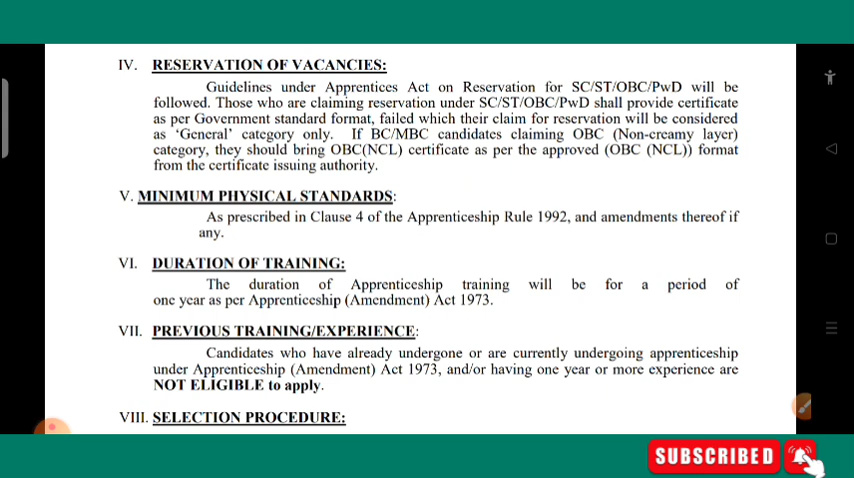 IV. RESERVATION OF VACANCIES:
Guidelines under Apprentices Act on Reservation for SC/ST/OBC/PwD will be
followed. Those who are claiming reservation under SC/ST/OBC/PwD shall provide certificate
as per Government standard format, failed which their claim for reservation will be considered
as ‘General’ category only. If BC/MBC candidates claiming OBC (Non-creamy layer)
category, they should bring OBC(NCL) certificate as per the approved (OBC (NCL)) format
from the certificate issuing authority.
V. MINIMUM PHYSICAL STANDARDS:
As prescribed in Clause 4 of the Apprenticeship Rule 1992, and amendments thereof if
any.
VI. DURATION OF TRAINING:
The duration of Apprenticeship training will be for a period of
one year as per Apprenticeship (Amendment) Act 1973.
VII. PREVIOUS TRAINING/EXPERIENCE:
Candidates who have already undergone or are currently undergoing apprenticeship
under Apprenticeship (Amendment) Act 1973, and/or having one year or more experience are
NOT ELIGIBLE to apply.
VIII. SELECTION PROCEDURE:
SUBSCRIBED